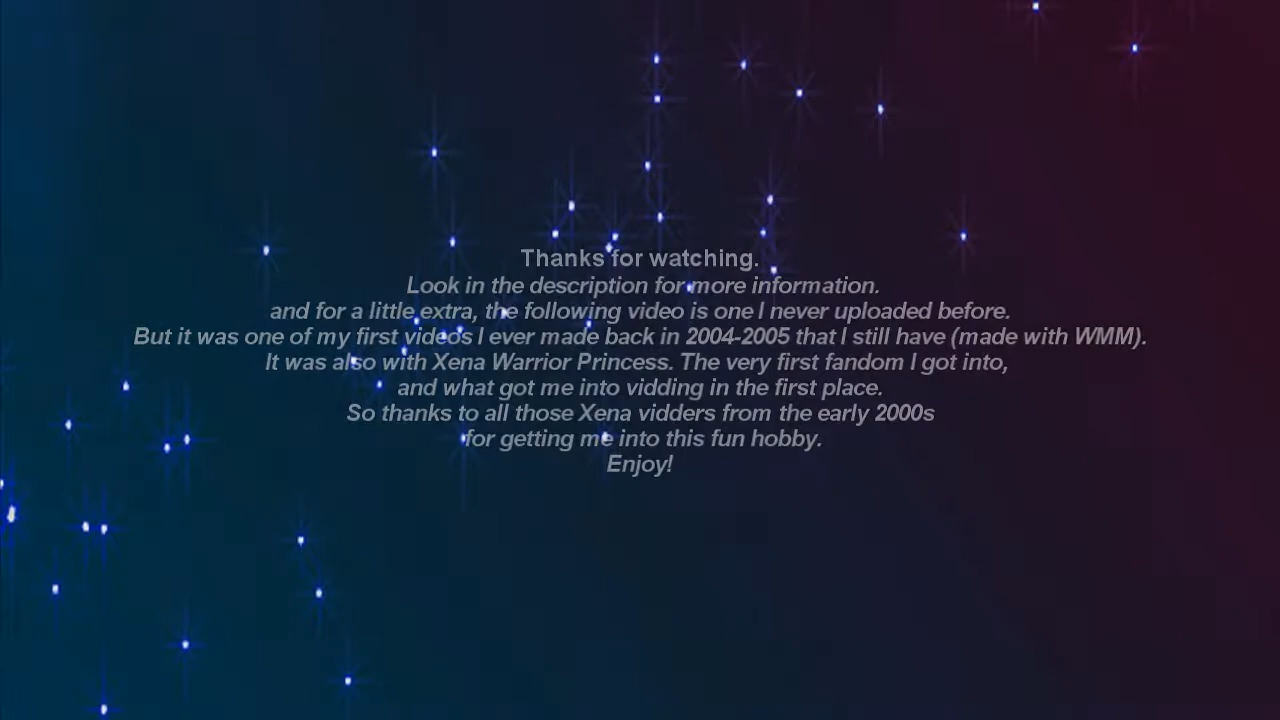 Thanks for watching.
Look in the description for more information.
and for a little extra, the following video is one I never uploaded before.
But it was one of my first videos I ever made back in 2004-2005 that I still have (made with WMM).
It was also with Xena Warrior Princess. The very first fandom I got into,
and what got me into vidding in the first place.
So thanks to all those Xena vidders from the early 2000s
for getting me into this fun hobby.
Enjoy!